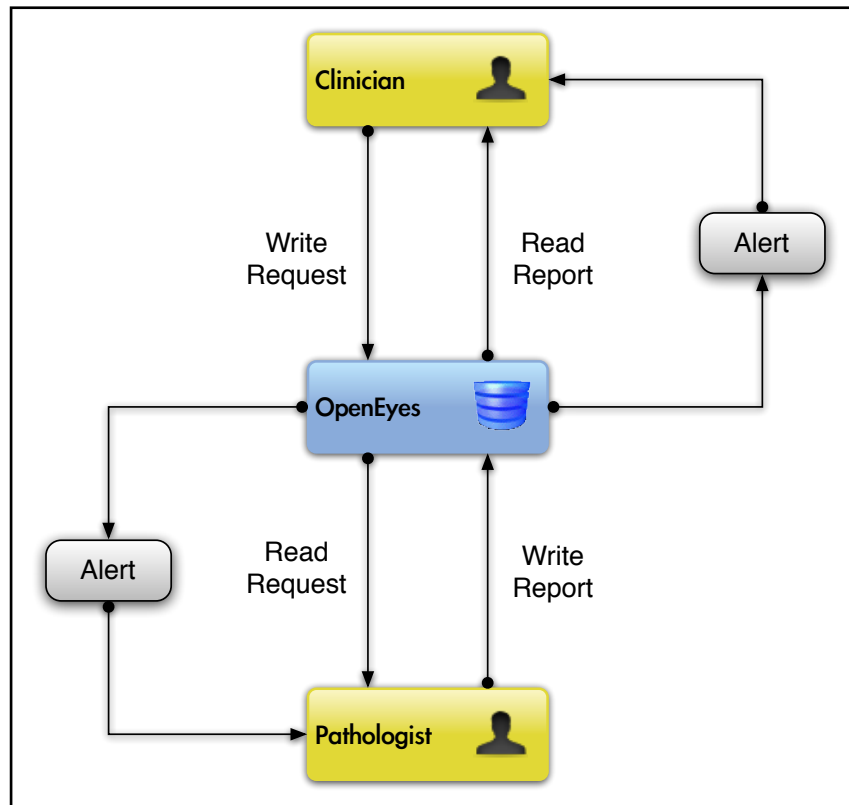 Clinician
Write
Request
Read
Report
Alert
OpenEyes
Alert
Read
Request
Write
Report
Pathologist